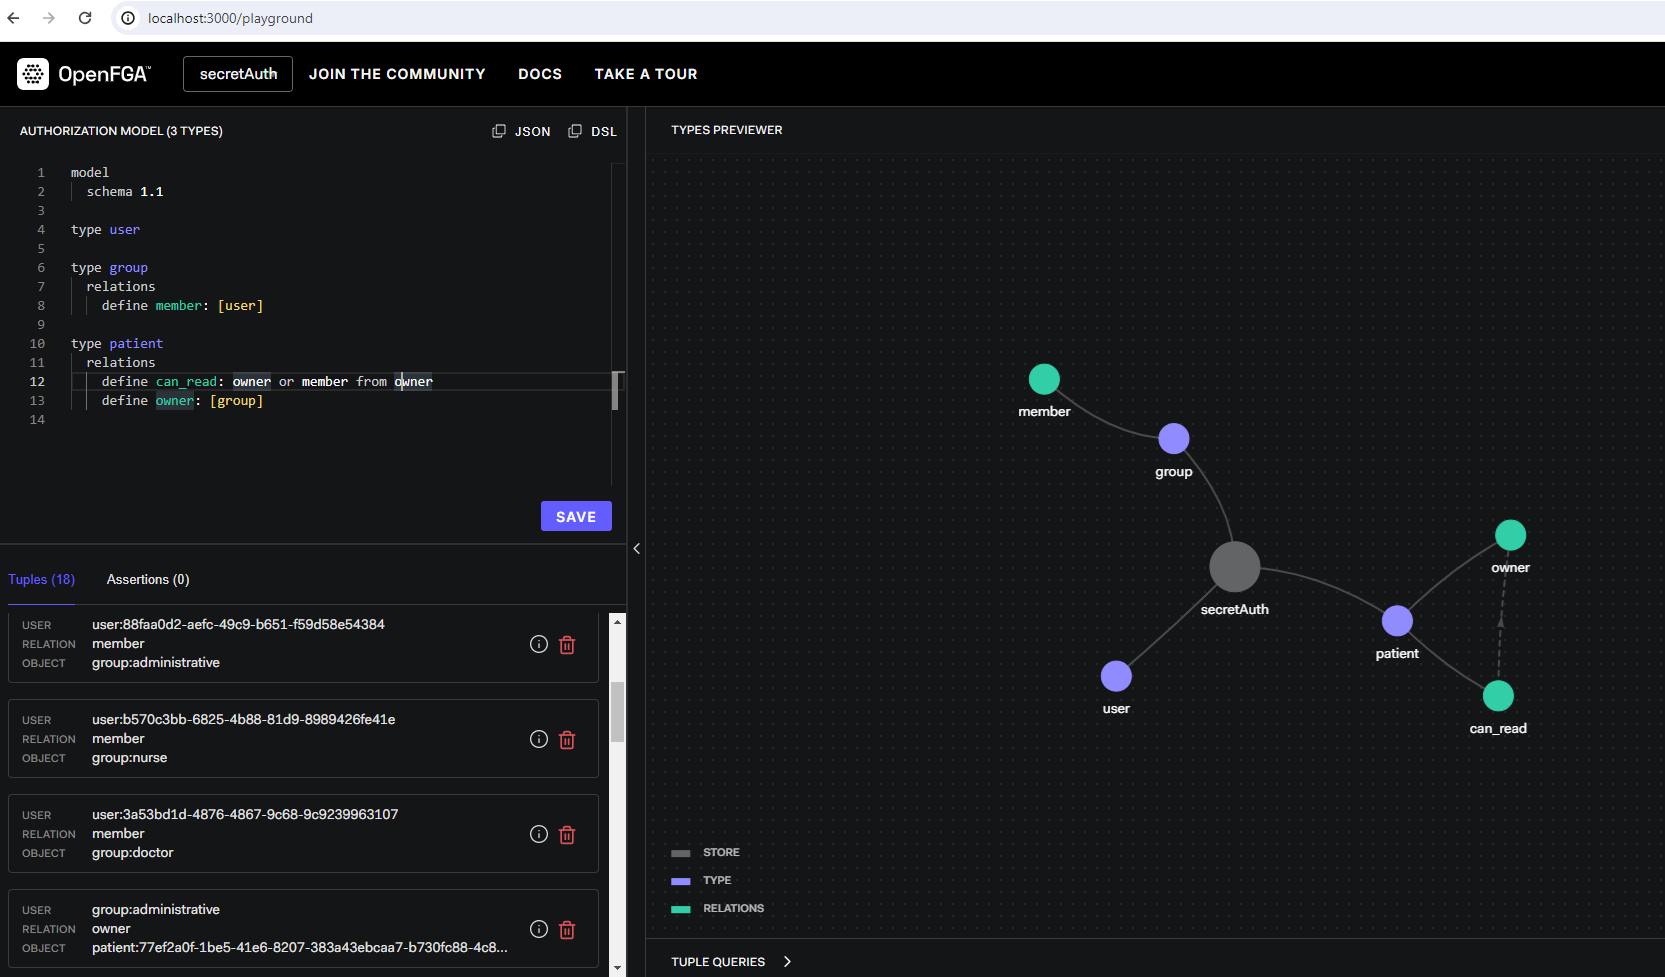 localhost:3000/playground
OpenFGA™
secretAuth
JOIN THE COMMUNITY
DOCS
TAKE A TOUR
AUTHORIZATION MODEL (3 TYPES)
JSON
DSL
1 model
2 schema 1.1
3
4 type user
5
6 type group
7 relations
8 define member: [user]
9
10 type patient
11 relations
12 define can_read: owner or member from owner
13 define owner: [group]
14
SAVE
Tuples (18)
Assertions (0)
USER user:88faa0d2-aefc-49c9-b651-f59d58e54384
RELATION member
OBJECT group:administrative
USER user:b570c3bb-6825-4b88-81d9-8989426fe41e
RELATION member
OBJECT group:nurse
USER user:3a53bd1d-4876-4867-9c68-9c9239963107
RELATION member
OBJECT group:doctor
USER group:administrative
RELATION owner
OBJECT patient:77ef2a0f-1be5-41e6-8207-383a43ebcaa7-b730fc88-4c8...
TYPES PREVIEWER
member
group
owner
secretAuth
patient
user
can_read
STORE
TYPE
RELATIONS
TUPLE QUERIES